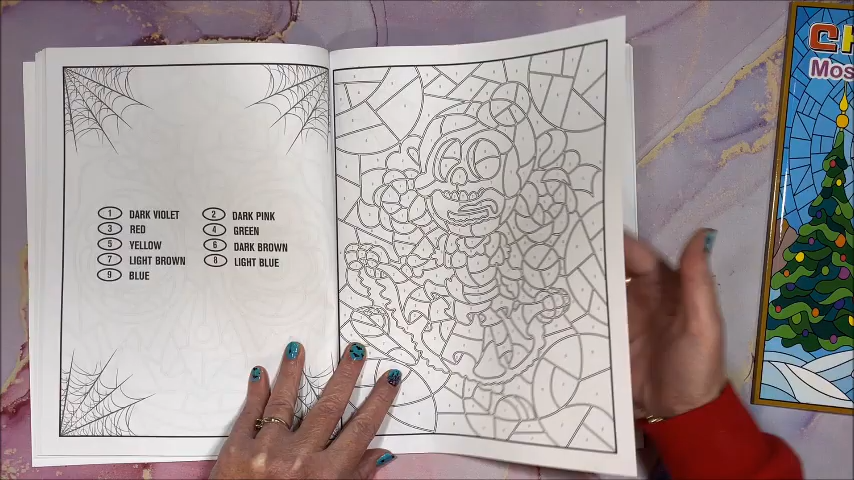 1 DARK VIOLET
2 DARK PINK
3 RED
4 GREEN
5 YELLOW
6 DARK BROWN
7 LIGHT BROWN
8 LIGHT BLUE
9 BLUE